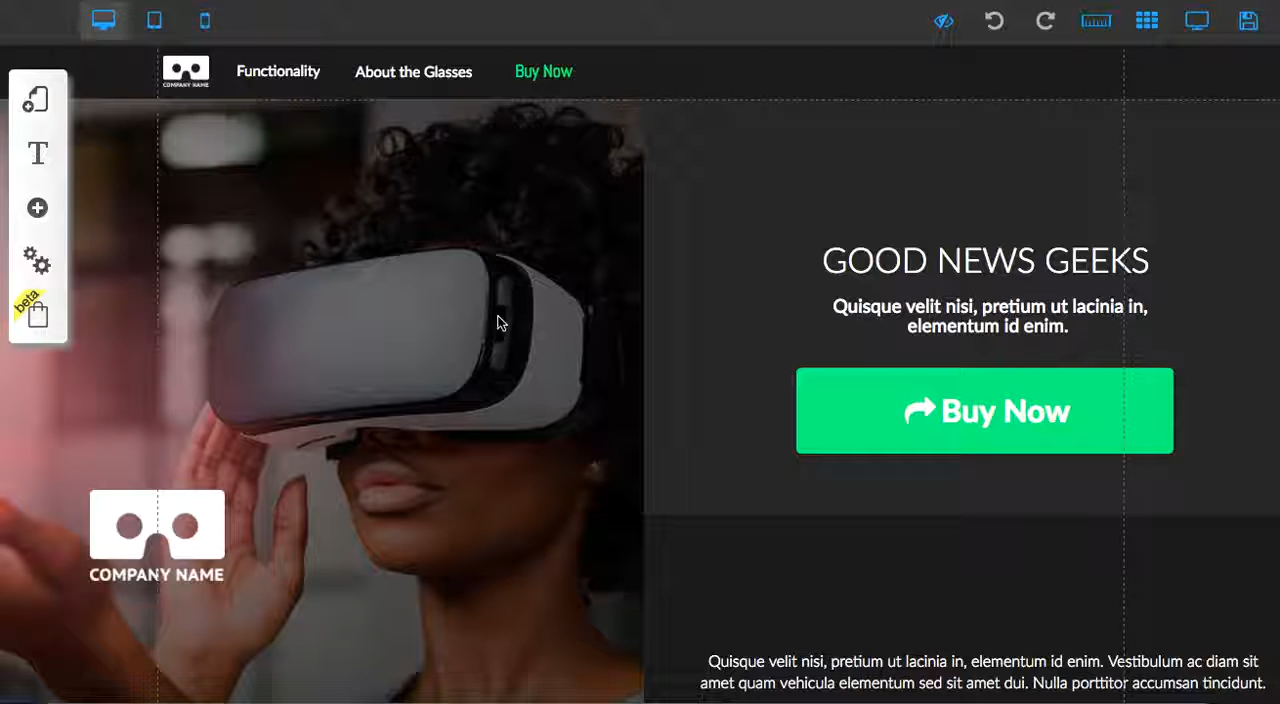 COMPANY NAME
Functionality
About the Glasses
Buy Now
T
beta
GOOD NEWS GEEKS
Quisque velit nisi, pretium ut lacinia in,
elementum id enim.
Buy Now
COMPANY NAME
Quisque velit nisi, pretium ut lacinia in, elementum id enim. Vestibulum ac diam sit
amet quam vehicula elementum sed sit amet dui. Nulla porttitor accumsan tincidunt.